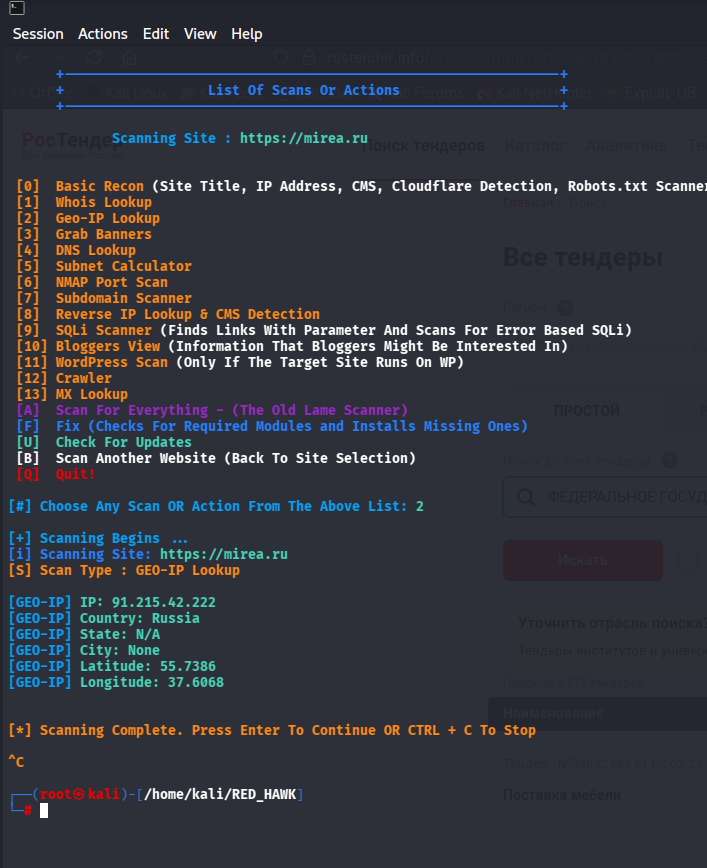 Session Actions Edit View Help
rostender.info
Kali Linux Forums Kali NetHunter Exploit-DB
+ +
+ List Of Scans Or Actions +
+ +
РосТендер
Scanning Site : https://mirea.ru
Поиск тендеров Каталог Аналитика
[0] Basic Recon (Site Title, IP Address, CMS, Cloudflare Detection, Robots.txt Scanner
[1] Whois Lookup
Главная / Поиск
[2] Geo-IP Lookup
[3] Grab Banners
[4] DNS Lookup
Все тендеры
[5] Subnet Calculator
[6] NMAP Port Scan
[7] Subdomain Scanner
Регион ?
[8] Reverse IP Lookup & CMS Detection
[9] SQLi Scanner (Finds Links With Parameter And Scans For Error Based SQLi)
[10] Bloggers View (Information That Bloggers Might Be Interested In)
[11] WordPress Scan (Only If The Target Site Runs On WP)
[12] Crawler
[13] MX Lookup
[A] Scan For Everything - (The Old Lame Scanner)
ПРОСТОЙ
[F] Fix (Checks For Required Modules and Installs Missing Ones)
[U] Check For Updates
[B] Scan Another Website (Back To Site Selection)
Поиск по всем тендерам ?
[Q] Quit!
ФЕДЕРАЛЬНОЕ ГОСУД
[#] Choose Any Scan OR Action From The Above List: 2
[+] Scanning Begins ...
[i] Scanning Site: https://mirea.ru
Искать
[S] Scan Type : GEO-IP Lookup
[GEO-IP] IP: 91.215.42.222
[GEO-IP] Country: Russia
Уточнить отрасль поиска?
[GEO-IP] State: N/A
[GEO-IP] City: None
Тендеры институтов и универ
[GEO-IP] Latitude: 55.7386
[GEO-IP] Longitude: 37.6068
Наименование
[*] Scanning Complete. Press Enter To Continue OR CTRL + C To Stop
^C
┌──(root㉿kali)-[/home/kali/RED_HAWK]
Поставка мебели
└─#